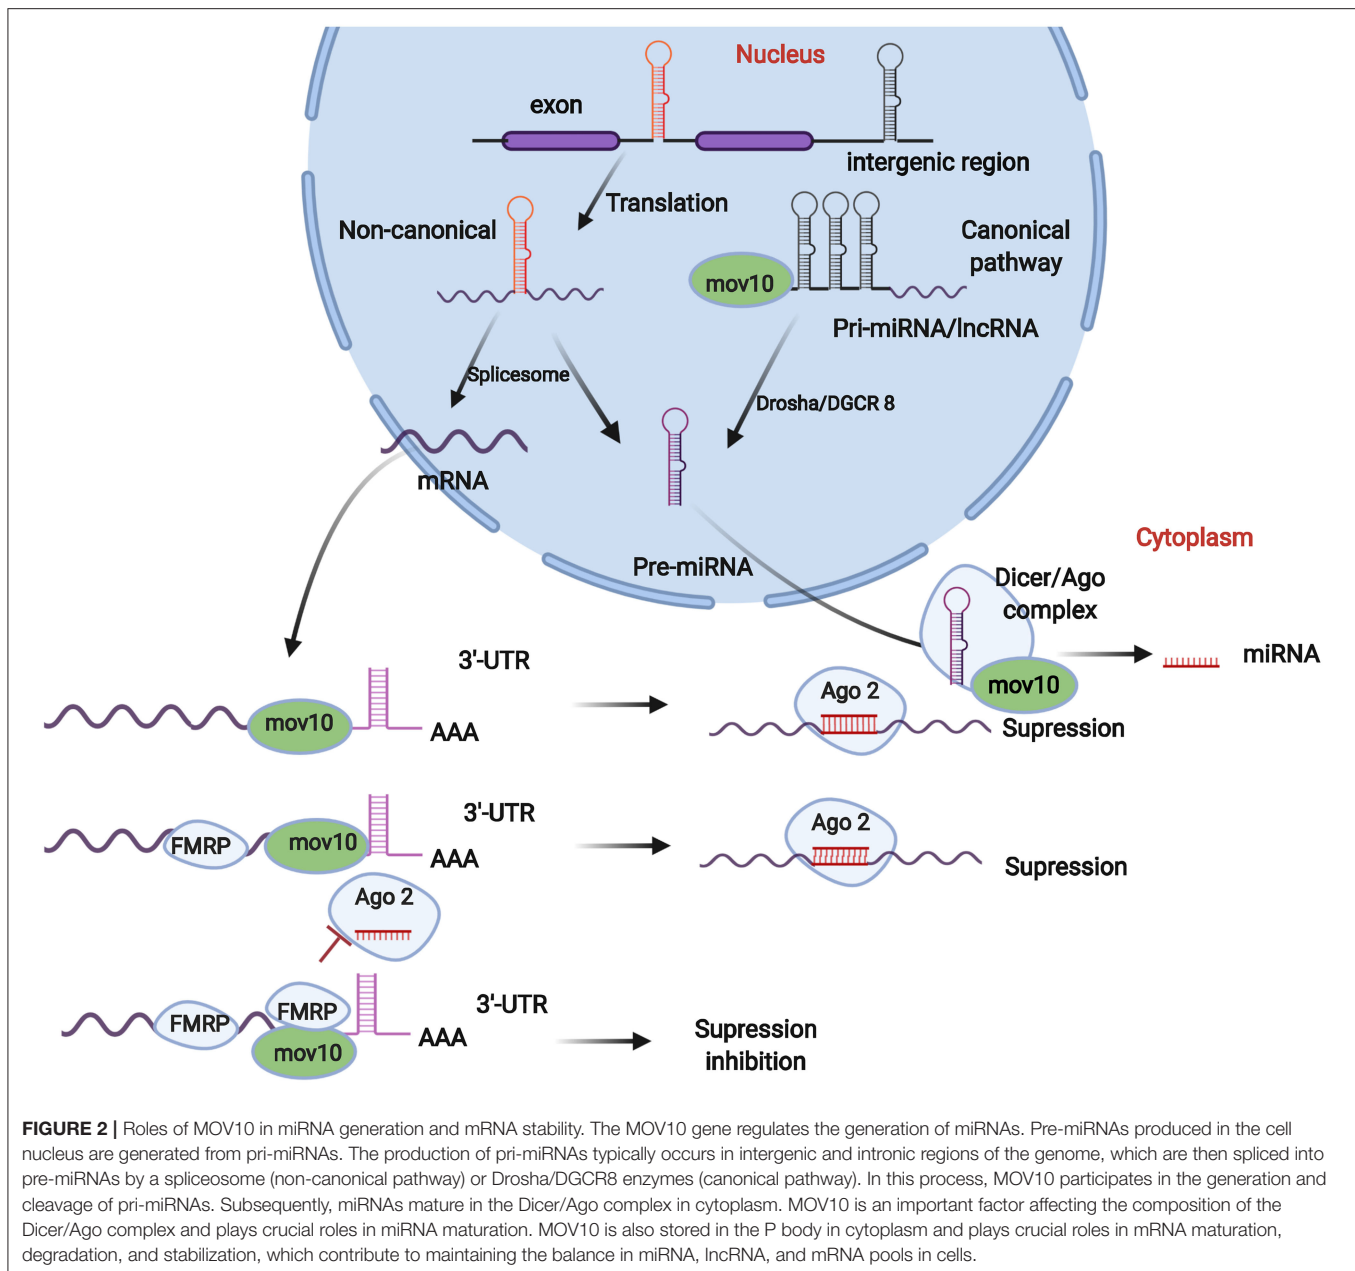 Nucleus
exon
intergenic region
Translation
Non-canonical
Canonical
pathway
mov10
Pri-miRNA/lncRNA
Splicesome
Drosha/DGCR 8
mRNA
Pre-miRNA
Cytoplasm
Dicer/Ago
complex
mov10
miRNA
3'-UTR
mov10
AAA
Ago 2
Supression
3'-UTR
FMRP
mov10
AAA
Ago 2
Supression
Ago 2
3'-UTR
FMRP
FMRP
mov10
AAA
Supression
inhibition
FIGURE 2 | Roles of MOV10 in miRNA generation and mRNA stability. The MOV10 gene regulates the generation of miRNAs. Pre-miRNAs produced in the cell
nucleus are generated from pri-miRNAs. The production of pri-miRNAs typically occurs in intergenic and intronic regions of the genome, which are then spliced into
pre-miRNAs by a spliceosome (non-canonical pathway) or Drosha/DGCR8 enzymes (canonical pathway). In this process, MOV10 participates in the generation and
cleavage of pri-miRNAs. Subsequently, miRNAs mature in the Dicer/Ago complex in cytoplasm. MOV10 is an important factor affecting the composition of the
Dicer/Ago complex and plays crucial roles in miRNA maturation. MOV10 is also stored in the P body in cytoplasm and plays crucial roles in mRNA maturation,
degradation, and stabilization, which contribute to maintaining the balance in miRNA, lncRNA, and mRNA pools in cells.